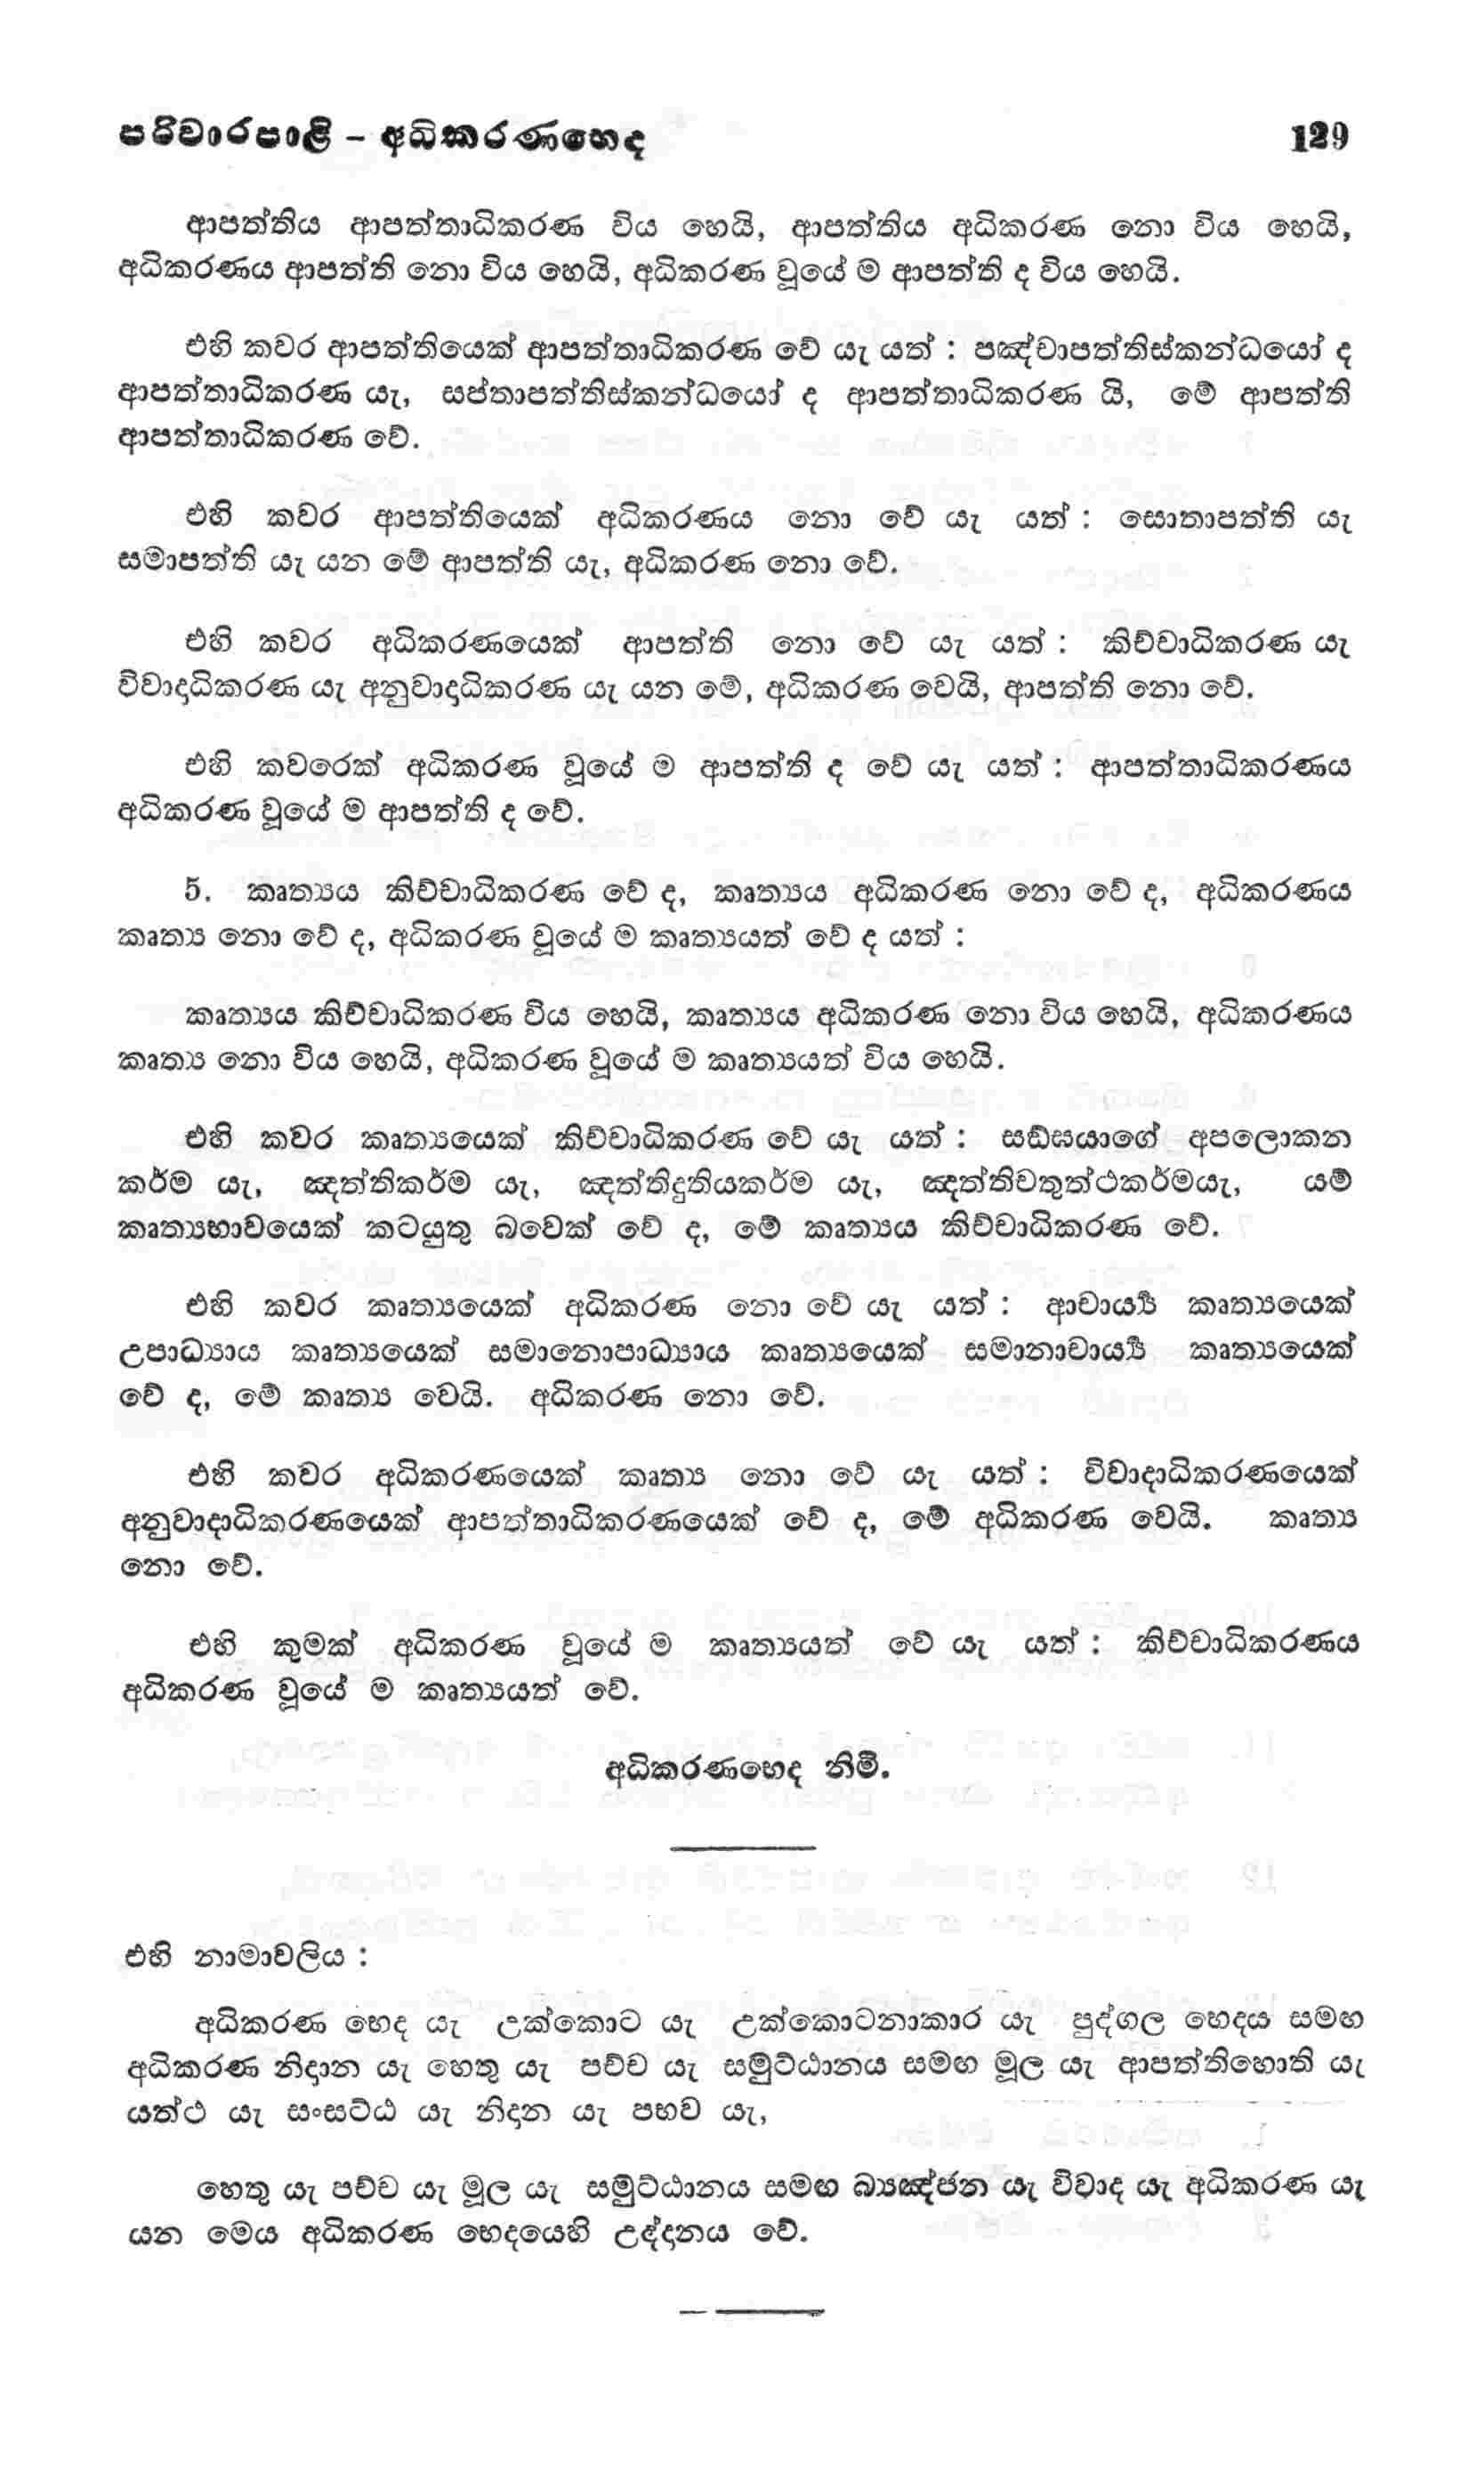 පරිවාරපාළි – අධිකරණභෙද 129
ආපත්තිය ආපත්තාධිකරණ විය හෙයි, ආපත්තිය අධිකරණ නො විය හෙයි,
අධිකරණය ආපත්ති නො විය හෙයි, අධිකරණ වූයේ ම ආපත්ති ද විය හෙයි.
එහි කවර ආපත්තියෙක් ආපත්තාධිකරණ වේ යැ යත් : පඤ්චාපත්තිස්කන්ධයෝ ද
ආපත්තාධිකරණ යැ, සප්තාපත්තිස්කන්ධයෝ ද ආපත්තාධිකරණ යි, මේ ආපත්ති
ආපත්තාධිකරණ වේ.
එහි කවර ආපත්තියෙක් අධිකරණය නො වේ යැ යත් : සොතාපත්ති යැ
සමාපත්ති යැ යන මේ ආපත්ති යැ, අධිකරණ නො වේ.
එහි කවර අධිකරණයෙක් ආපත්ති නො වේ යැ යත් : කිච්චාධිකරණ යැ
විවාදාධිකරණ යැ අනුවාදාධිකරණ යැ යන මේ, අධිකරණ වෙයි, ආපත්ති නො වේ.
එහි කවරෙක් අධිකරණ වූයේ ම ආපත්ති ද වේ යැ යත් : ආපත්තාධිකරණය
අධිකරණ වූයේ ම ආපත්ති ද වේ.
5. කෘත්‍යය කිච්චාධිකරණ වේ ද, කෘත්‍යය අධිකරණ නො වේ ද, අධිකරණය
කෘත්‍ය නො වේ ද, අධිකරණ වූයේ ම කෘත්‍යයත් වේ ද යත් :
කෘත්‍යය කිච්චාධිකරණ විය හෙයි, කෘත්‍යය අධිකරණ නො විය හෙයි, අධිකරණය
කෘත්‍ය නො විය හෙයි, අධිකරණ වූයේ ම කෘත්‍යයත් විය හෙයි.
එහි කවර කෘත්‍යයෙක් කිච්චාධිකරණ වේ යැ යත් : සඞ්ඝයාගේ අපලොකන
කර්ම යැ, ඤත්තිකර්ම යැ, ඤත්තිදුතියකර්ම යැ, ඤත්තිචතුත්ථකර්මයැ, යම්
කෘත්‍යභාවයෙක් කටයුතු බවෙක් වේ ද, මේ කෘත්‍යය කිච්චාධිකරණ වේ.
එහි කවර කෘත්‍යයෙක් අධිකරණ නො වේ යැ යත් : ආචාර්‍ය්‍ය කෘත්‍යයෙක්
උපාධ්‍යාය කෘත්‍යයෙක් සමානොපාධ්‍යාය කෘත්‍යයෙක් සමානාචාර්‍ය්‍ය කෘත්‍යයෙක්
වේ ද, මේ කෘත්‍ය වෙයි. අධිකරණ නො වේ.
එහි කවර අධිකරණයෙක් කෘත්‍ය නො වේ යැ යත් : විවාදාධිකරණයෙක්
අනුවාදාධිකරණයෙක් ආපත්තාධිකරණයෙක් වේ ද, මේ අධිකරණ වෙයි. කෘත්‍ය
නො වේ.
එහි කුමක් අධිකරණ වූයේ ම කෘත්‍යයත් වේ යැ යත් : කිච්චාධිකරණය
අධිකරණ වූයේ ම කෘත්‍යයත් වේ.
අධිකරණභෙද නිමි.
එහි නාමාවලිය :
අධිකරණ භෙද යැ උක්කොට යැ උක්කොටනාකාර යැ පුද්ගල භෙදය සමඟ
අධිකරණ නිදාන යැ හෙතු යැ පච්ච යැ සමුට්ඨානය සමඟ මූල යැ ආපත්තිහොති යැ
යත්ථ යැ සංසට්ඨ යැ නිදාන යැ පභව යැ,
හෙතු යැ පච්ච යැ මූල යැ සමුට්ඨානය සමඟ බ්‍යඤ්ජන යැ විවාද යැ අධිකරණ යැ
යන මෙය අධිකරණ භෙදයෙහි උද්දානය වේ.